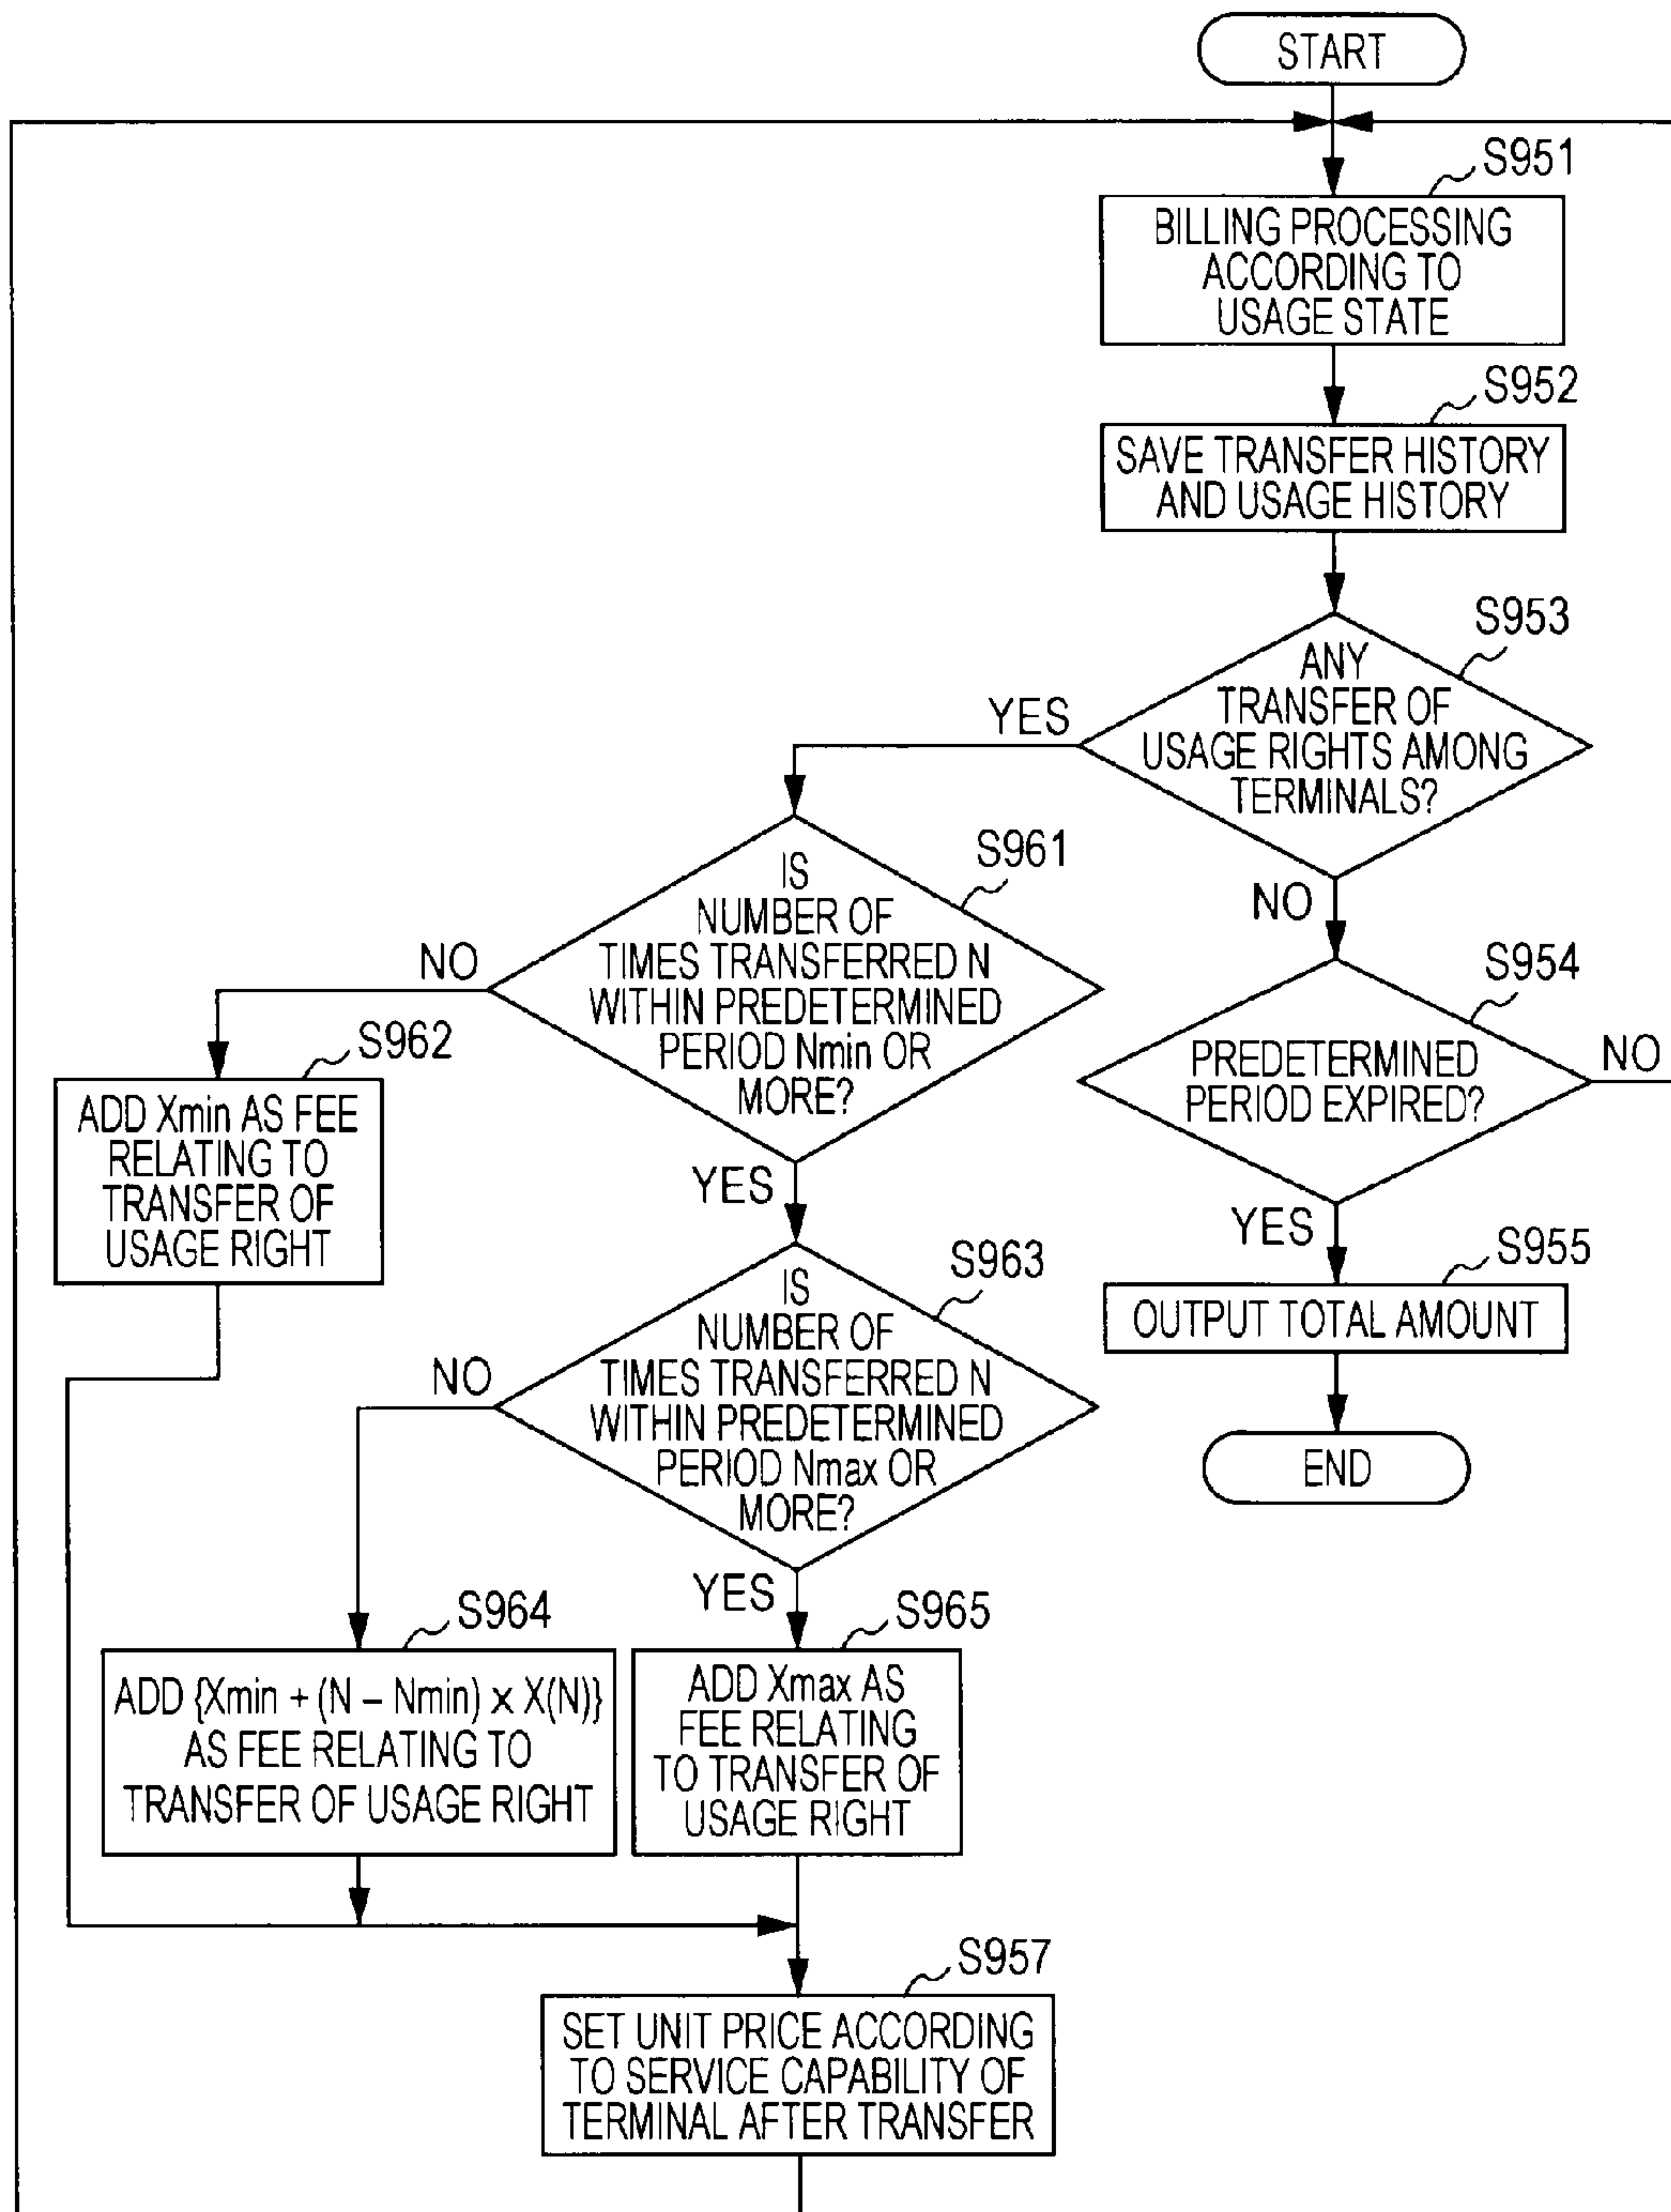 START
S951
BILLING PROCESSING
ACCORDING TO
USAGE STATE
S952
SAVE TRANSFER HISTORY
AND USAGE HISTORY
S953
ANY
TRANSFER OF
USAGE RIGHTS AMONG
TERMINALS?
YES
NO
S961
IS
NUMBER OF
TIMES TRANSFERRED N
WITHIN PREDETERMINED
PERIOD Nmin OR
MORE?
NO
YES
S954
PREDETERMINED
PERIOD EXPIRED?
NO
YES
S962
ADD Xmin AS FEE
RELATING TO
TRANSFER OF
USAGE RIGHT
S955
OUTPUT TOTAL AMOUNT
END
S963
IS
NUMBER OF
TIMES TRANSFERRED N
WITHIN PREDETERMINED
PERIOD Nmax OR
MORE?
NO
YES
S964
ADD {Xmin + (N – Nmin) x X(N)}
AS FEE RELATING TO
TRANSFER OF USAGE RIGHT
S965
ADD Xmax AS
FEE RELATING
TO TRANSFER OF
USAGE RIGHT
S957
SET UNIT PRICE ACCORDING
TO SERVICE CAPABILITY OF
TERMINAL AFTER TRANSFER